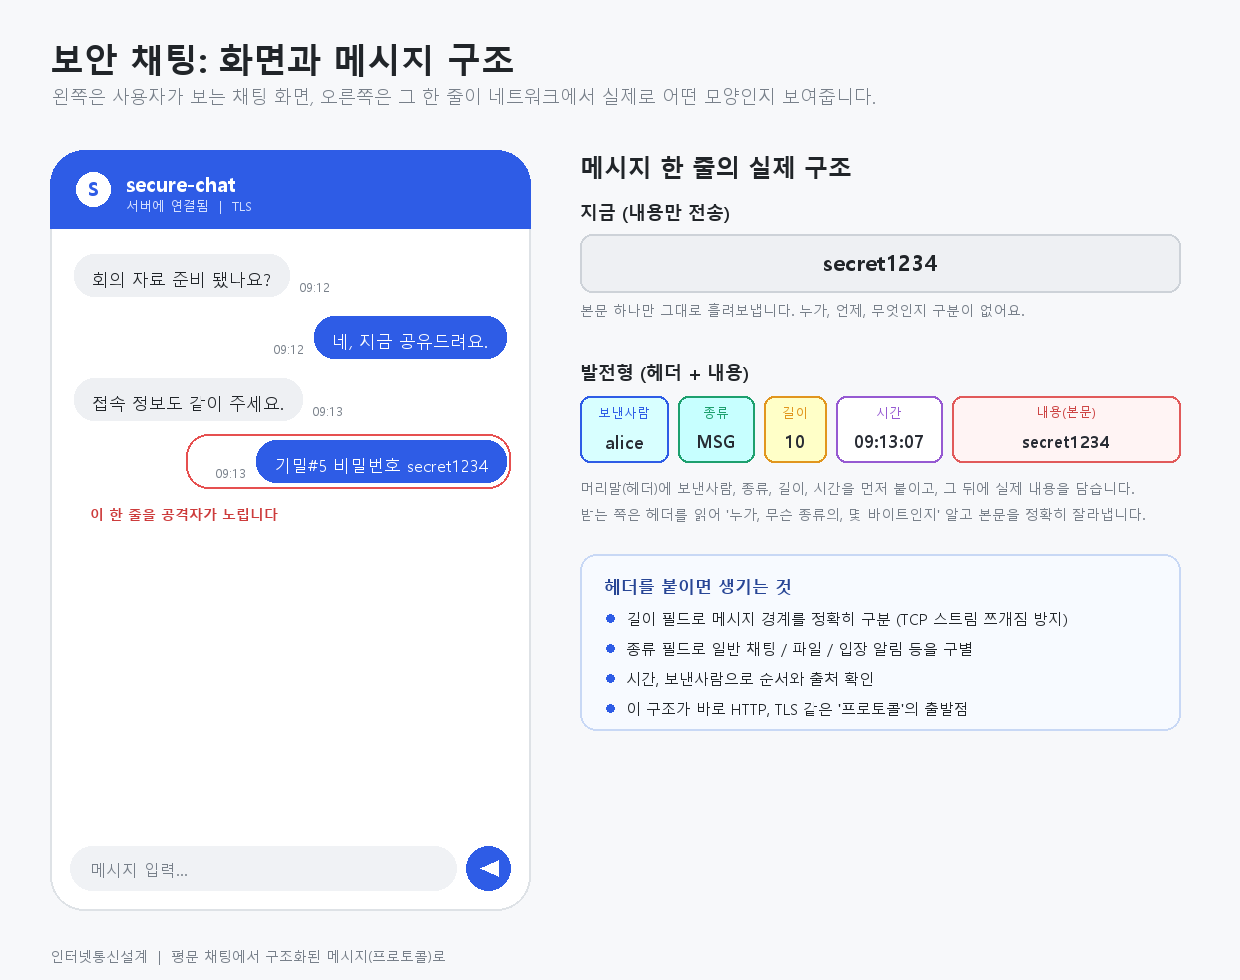 보안 채팅: 화면과 메시지 구조
왼쪽은 사용자가 보는 채팅 화면, 오른쪽은 그 한 줄이 네트워크에서 실제로 어떤 모양인지 보여줍니다.
S
secure-chat
서버에 연결됨 | TLS
회의 자료 준비 됐나요?
09:12
09:12
네, 지금 공유드려요.
접속 정보도 같이 주세요.
09:13
09:13
기밀#5 비밀번호 secret1234
이 한 줄을 공격자가 노립니다
메시지 입력...
메시지 한 줄의 실제 구조
지금 (내용만 전송)
secret1234
본문 하나만 그대로 흘려보냅니다. 누가, 언제, 무엇인지 구분이 없어요.
발전형 (헤더 + 내용)
보낸사람
alice
종류
MSG
길이
10
시간
09:13:07
내용(본문)
secret1234
머리말(헤더)에 보낸사람, 종류, 길이, 시간을 먼저 붙이고, 그 뒤에 실제 내용을 담습니다.
받는 쪽은 헤더를 읽어 '누가, 무슨 종류의, 몇 바이트인지' 알고 본문을 정확히 잘라냅니다.
헤더를 붙이면 생기는 것
길이 필드로 메시지 경계를 정확히 구분 (TCP 스트림 쪼개짐 방지)
종류 필드로 일반 채팅 / 파일 / 입장 알림 등을 구별
시간, 보낸사람으로 순서와 출처 확인
이 구조가 바로 HTTP, TLS 같은 '프로토콜'의 출발점
인터넷통신설계 | 평문 채팅에서 구조화된 메시지(프로토콜)로